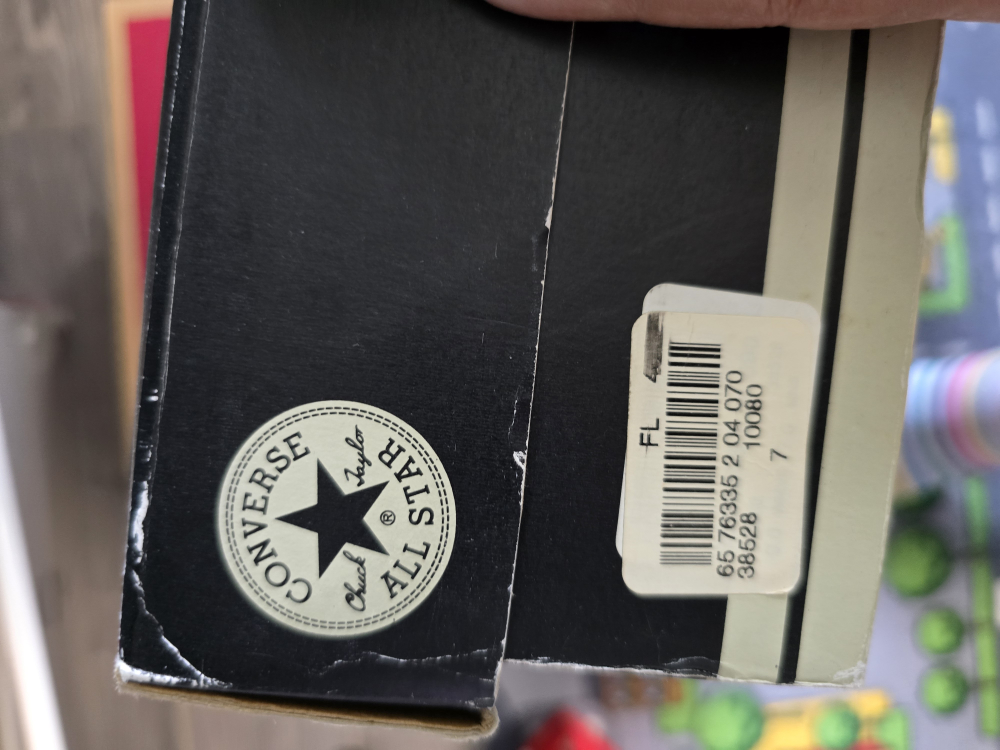 CONVERSE
Chuck Taylor
®
ALL STAR
FL
65 76335 2 04 070
38528 10080
7